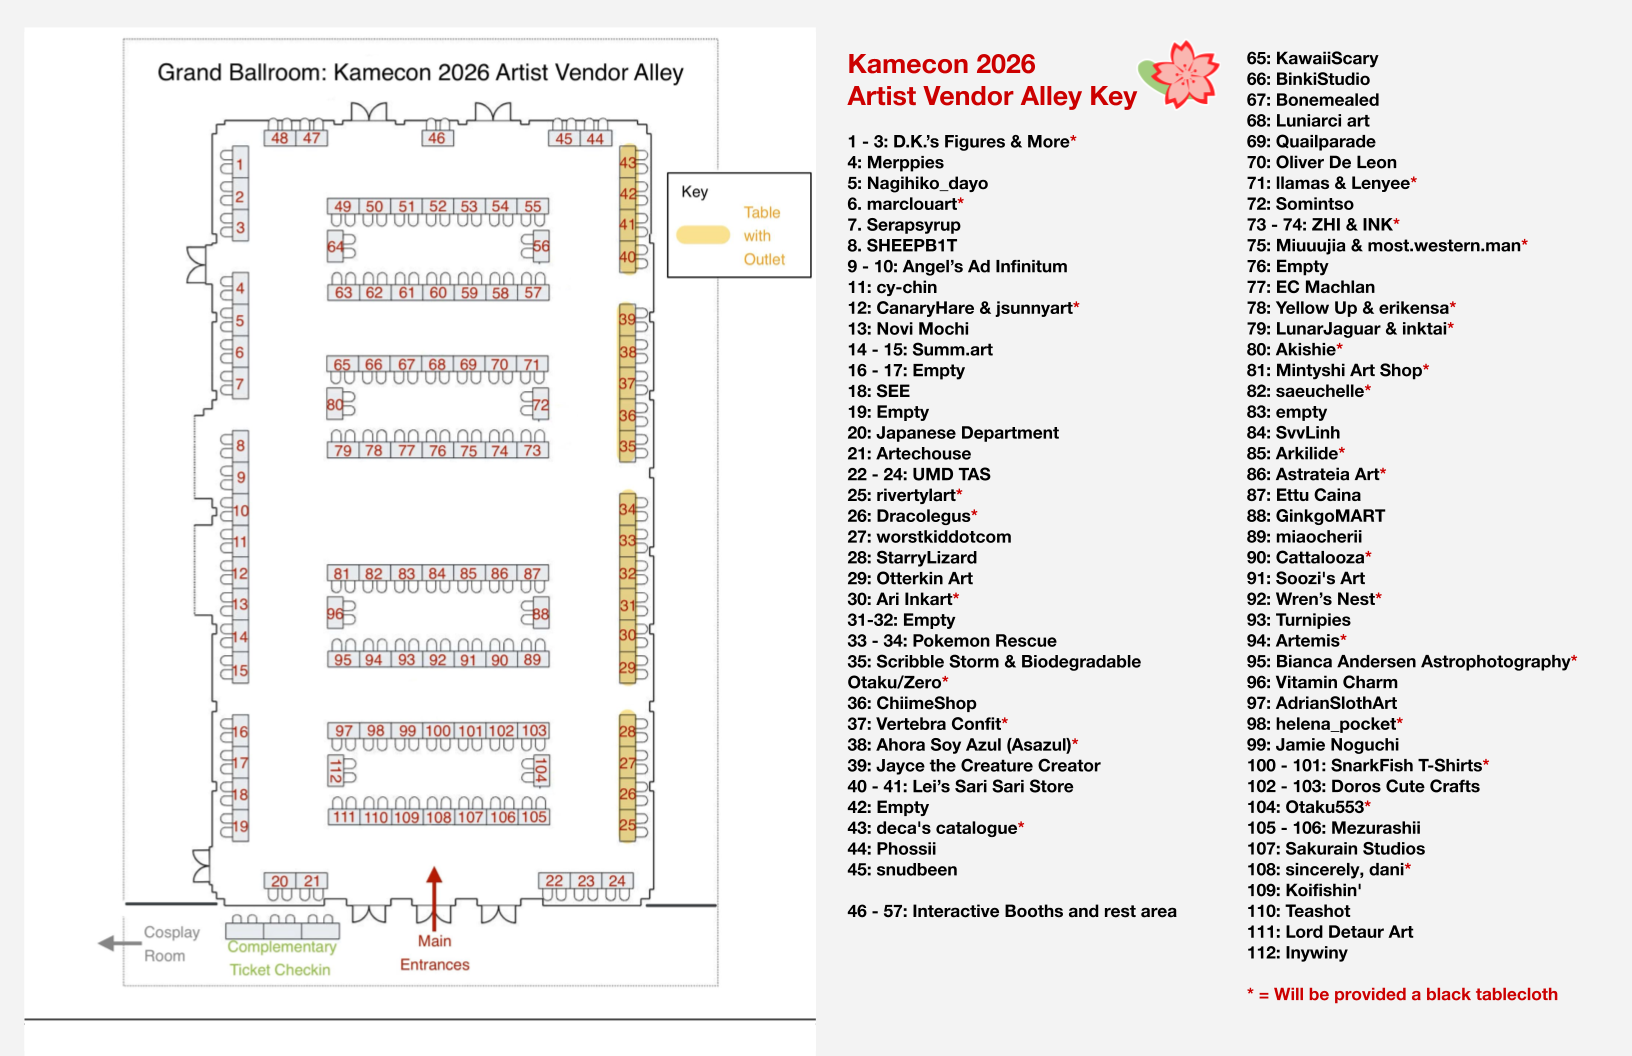 Grand Ballroom: Kamecon 2026 Artist Vendor Alley
48 47 46 45 44
1
2
3
4
5
6
7
8
9
10
11
12
13
14
15
16
17
18
19
49 50 51 52 53 54 55
64 56
63 62 61 60 59 58 57
65 66 67 68 69 70 71
80 72
79 78 77 76 75 74 73
81 82 83 84 85 86 87
96 88
95 94 93 92 91 90 89
97 98 99 100 101 102 103
112 104
111 110 109 108 107 106 105
43
42
41
40
39
38
37
36
35
34
33
32
31
30
29
28
27
26
25
20 21 22 23 24
Key
Table
with
Outlet
Cosplay
Room
Complementary
Ticket Checkin
Main
Entrances
Kamecon 2026
Artist Vendor Alley Key
1 - 3: D.K.’s Figures & More*
4: Merppies
5: Nagihiko_dayo
6. marclouart*
7. Serapsyrup
8. SHEEPB1T
9 - 10: Angel’s Ad Infinitum
11: cy-chin
12: CanaryHare & jsunnyart*
13: Novi Mochi
14 - 15: Summ.art
16 - 17: Empty
18: SEE
19: Empty
20: Japanese Department
21: Artechouse
22 - 24: UMD TAS
25: rivertylart*
26: Dracolegus*
27: worstkiddotcom
28: StarryLizard
29: Otterkin Art
30: Ari Inkart*
31-32: Empty
33 - 34: Pokemon Rescue
35: Scribble Storm & Biodegradable
Otaku/Zero*
36: ChiimeShop
37: Vertebra Confit*
38: Ahora Soy Azul (Asazul)*
39: Jayce the Creature Creator
40 - 41: Lei’s Sari Sari Store
42: Empty
43: deca's catalogue*
44: Phossii
45: snudbeen
46 - 57: Interactive Booths and rest area
65: KawaiiScary
66: BinkiStudio
67: Bonemealed
68: Luniarci art
69: Quailparade
70: Oliver De Leon
71: llamas & Lenyee*
72: Somintso
73 - 74: ZHI & INK*
75: Miuuujia & most.western.man*
76: Empty
77: EC Machlan
78: Yellow Up & erikensa*
79: LunarJaguar & inktai*
80: Akishie*
81: Mintyshi Art Shop*
82: saeuchelle*
83: empty
84: SvvLinh
85: Arkilide*
86: Astrateia Art*
87: Ettu Caina
88: GinkgoMART
89: miaocherii
90: Cattalooza*
91: Soozi's Art
92: Wren’s Nest*
93: Turnipies
94: Artemis*
95: Bianca Andersen Astrophotography*
96: Vitamin Charm
97: AdrianSlothArt
98: helena_pocket*
99: Jamie Noguchi
100 - 101: SnarkFish T-Shirts*
102 - 103: Doros Cute Crafts
104: Otaku553*
105 - 106: Mezurashii
107: Sakurain Studios
108: sincerely, dani*
109: Koifishin'
110: Teashot
111: Lord Detaur Art
112: Inywiny
* = Will be provided a black tablecloth